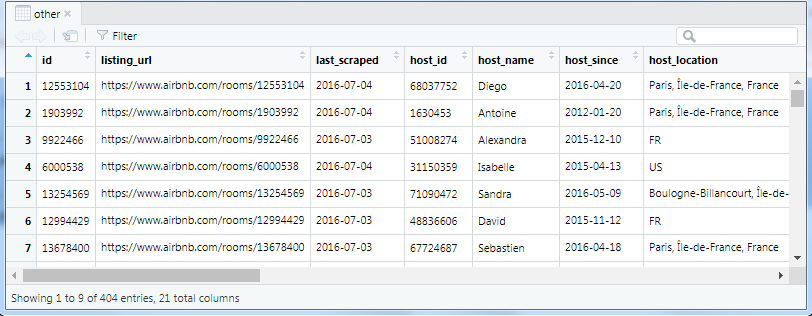 other
Filter
id listing_url last_scraped host_id host_name host_since host_location
1 12553104 https://www.airbnb.com/rooms/12553104 2016-07-04 68037752 Diego 2016-04-20 Paris, Île-de-France, France
2 1903992 https://www.airbnb.com/rooms/1903992 2016-07-04 1630453 Antoine 2012-01-20 Paris, Île-de-France, France
3 9922466 https://www.airbnb.com/rooms/9922466 2016-07-03 51008274 Alexandra 2015-12-10 FR
4 6000538 https://www.airbnb.com/rooms/6000538 2016-07-04 31150359 Isabelle 2015-04-13 US
5 13254569 https://www.airbnb.com/rooms/13254569 2016-07-03 71090472 Sandra 2016-05-09 Boulogne-Billancourt, Île-de-
6 12994429 https://www.airbnb.com/rooms/12994429 2016-07-03 48836606 David 2015-11-12 FR
7 13678400 https://www.airbnb.com/rooms/13678400 2016-07-03 67724687 Sebastien 2016-04-18 Paris, Île-de-France, France
Showing 1 to 9 of 404 entries, 21 total columns